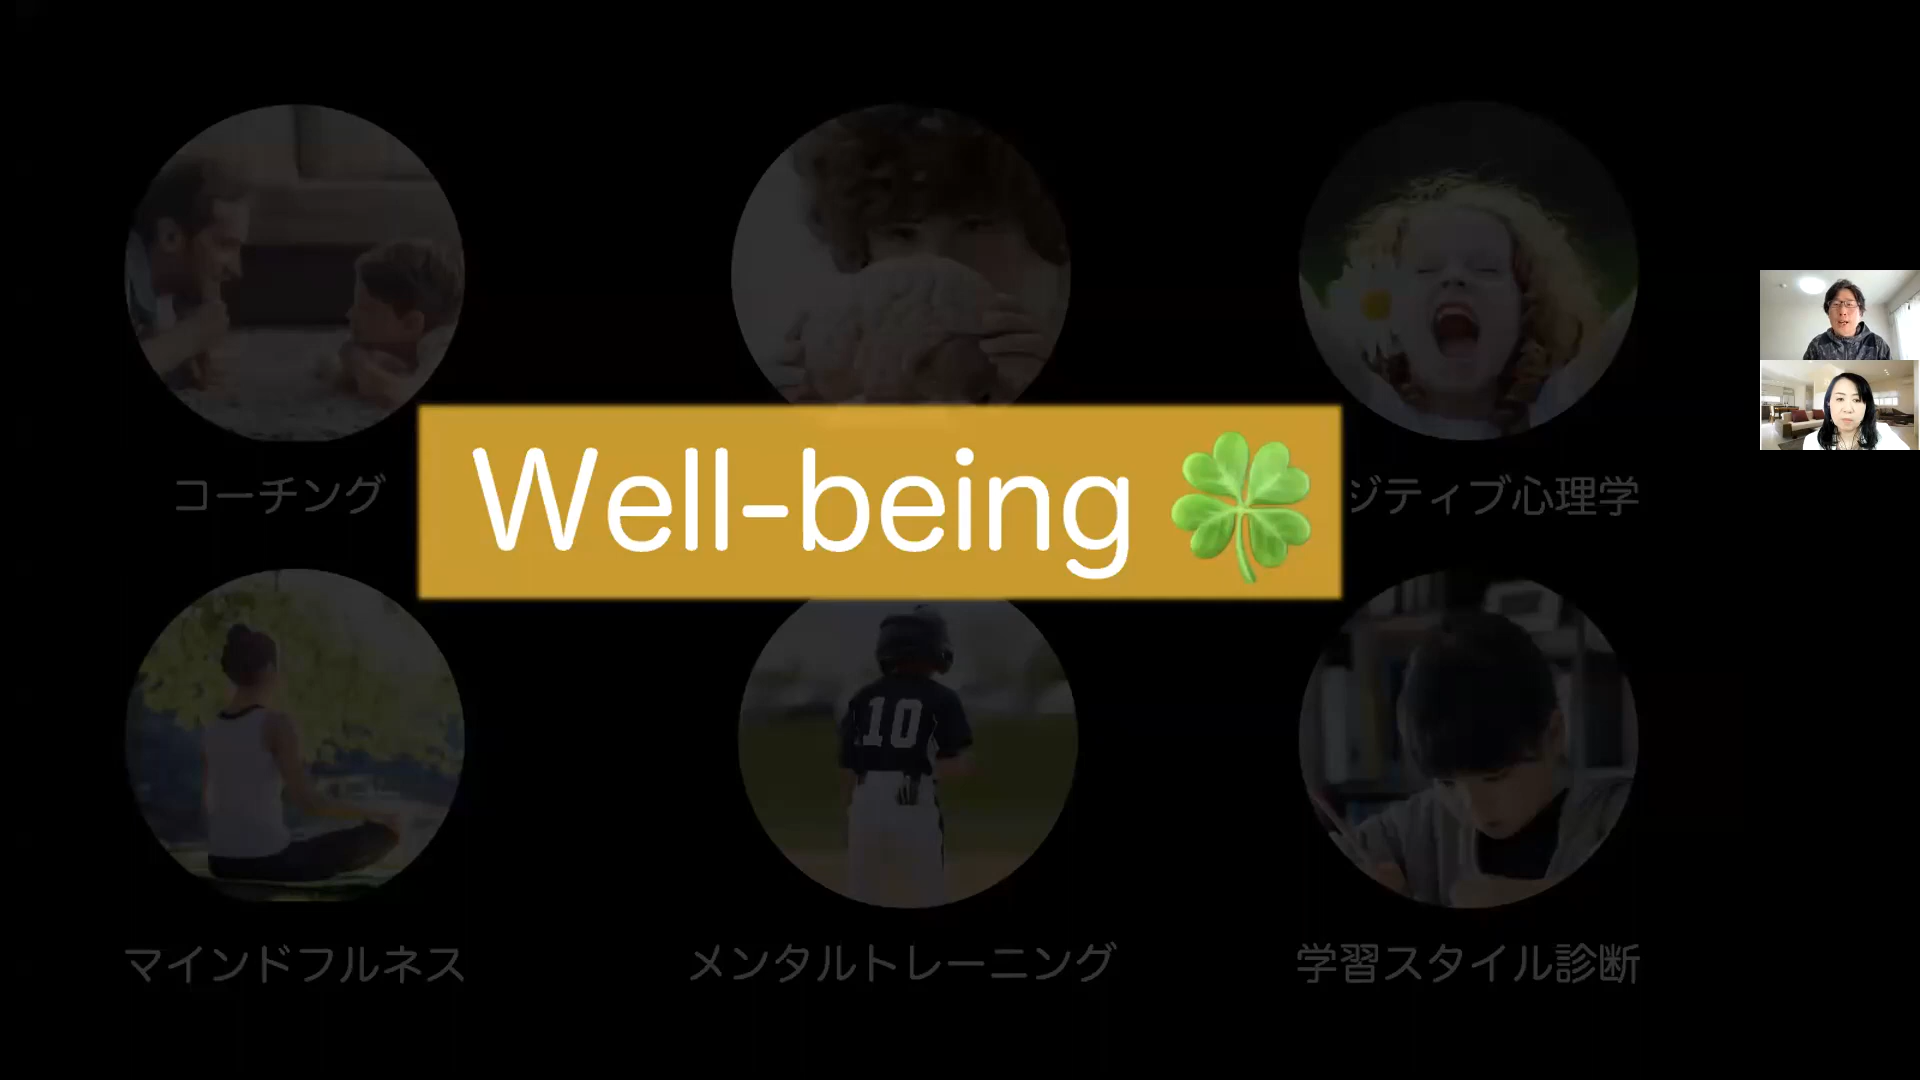 コーチング
Well-being 🍀
ジティブ心理学
10
マインドフルネス
メンタルトレーニング
学習スタイル診断